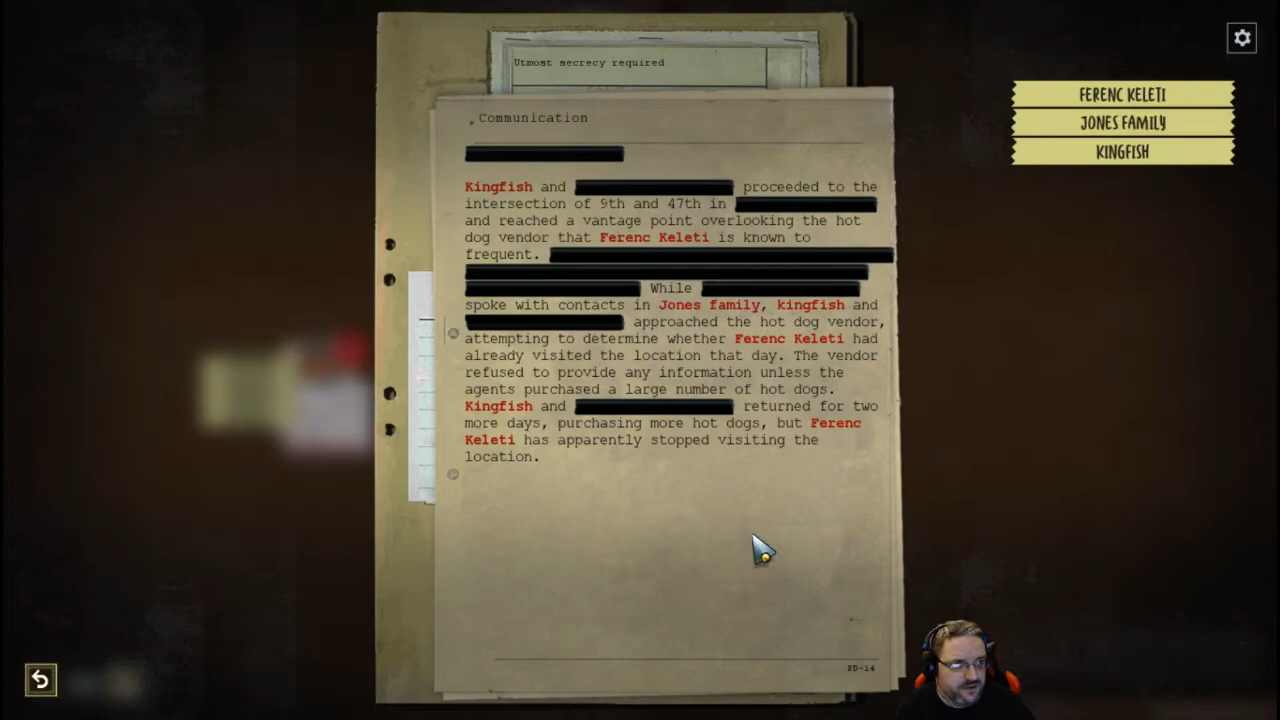 Utmost secrecy required
Communication
Kingfish and proceeded to the
intersection of 9th and 47th in
and reached a vantage point overlooking the hot
dog vendor that Ferenc Keleti is known to
frequent.
While
spoke with contacts in Jones family, kingfish and
approached the hot dog vendor,
attempting to determine whether Ferenc Keleti had
already visited the location that day. The vendor
refused to provide any information unless the
agents purchased a large number of hot dogs.
Kingfish and returned for two
more days, purchasing more hot dogs, but Ferenc
Keleti has apparently stopped visiting the
location.
PD-14
FERENC KELETI
JONES FAMILY
KINGFISH